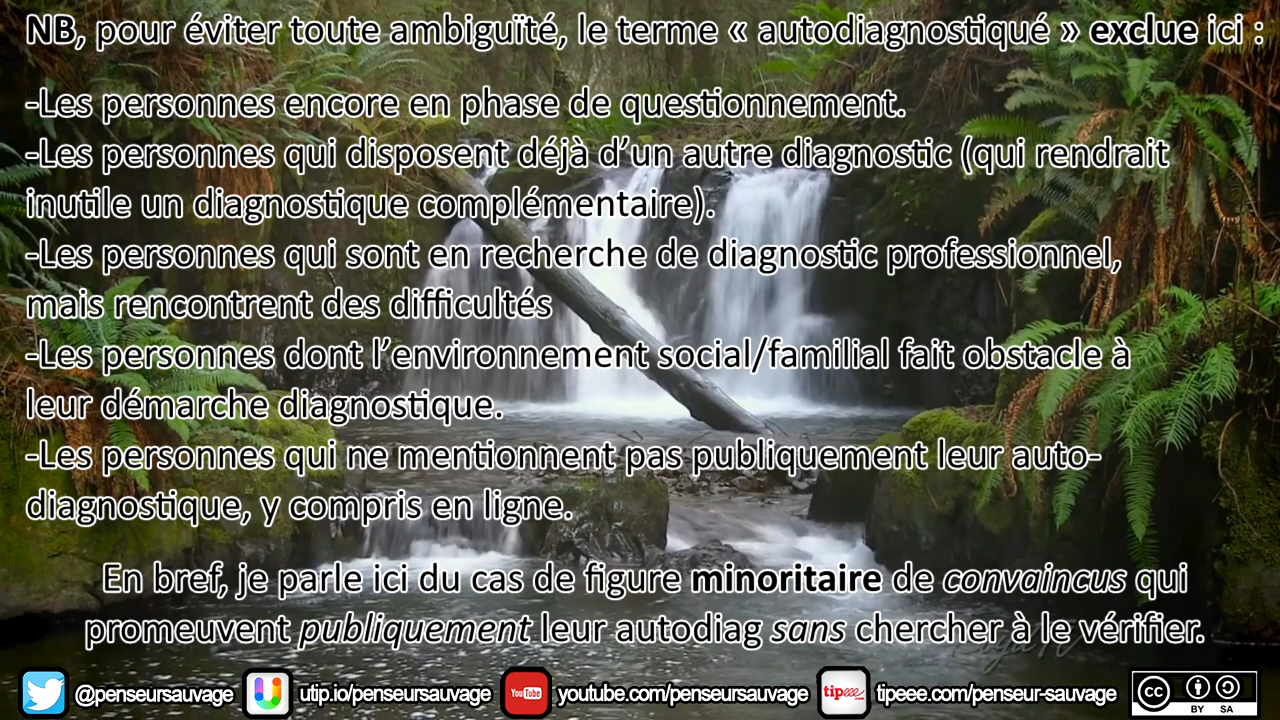 NB, pour éviter toute ambiguïté, le terme « autodiagnostiqué » exclue ici :
-Les personnes encore en phase de questionnement.
-Les personnes qui disposent déjà d’un autre diagnostic (qui rendrait
inutile un diagnostique complémentaire).
-Les personnes qui sont en recherche de diagnostic professionnel,
mais rencontrent des difficultés
-Les personnes dont l’environnement social/familial fait obstacle à
leur démarche diagnostique.
-Les personnes qui ne mentionnent pas publiquement leur auto-
diagnostique, y compris en ligne.
En bref, je parle ici du cas de figure minoritaire de convaincus qui
promeuvent publiquement leur autodiag sans chercher à le vérifier.
@penseursauvage utip.io/penseursauvage YouTube youtube.com/penseursauvage tipeee tipeee.com/penseur-sauvage cc BY SA